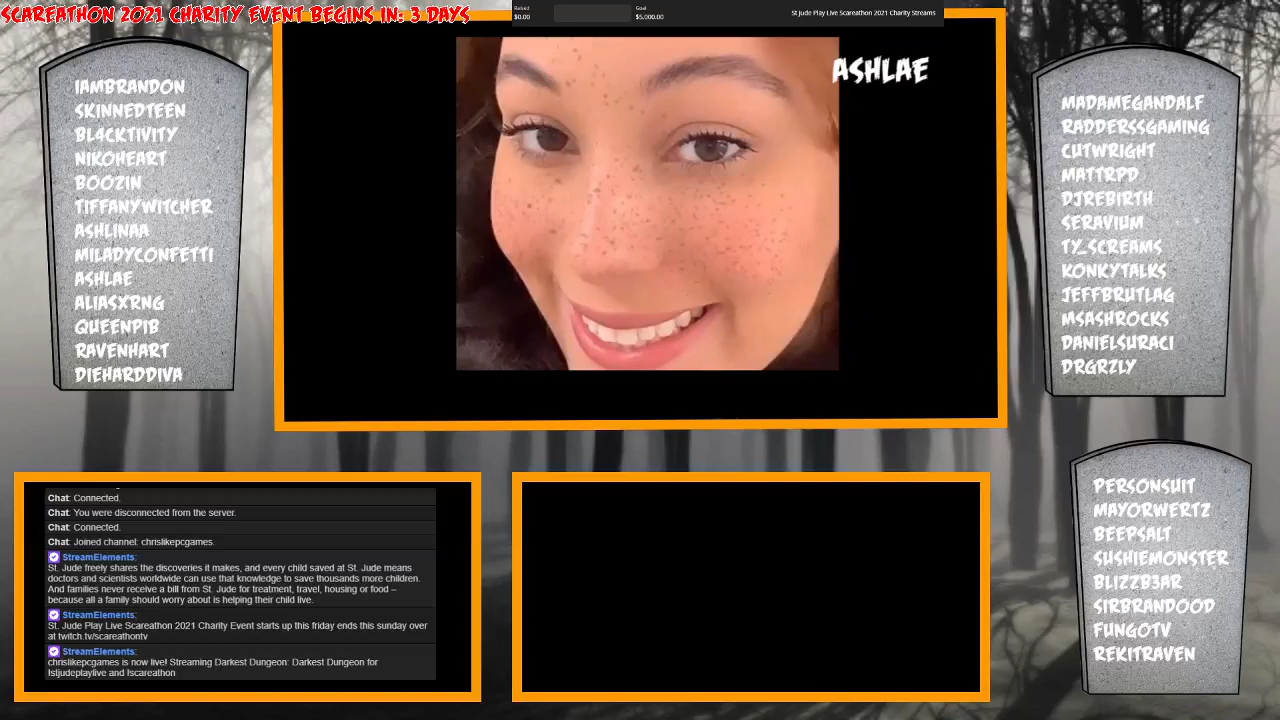 SCAREATHON 2021 CHARITY EVENT BEGINS IN: 3 DAYS
Raised
$0.00
Goal
$5,000.00
St Jude Play Live Scareathon 2021 Charity Streams
ASHLAE
IAMBRANDON
SKINNEDTEEN
BL4CKTIVITY
NIKOHEART
BOOZIN
TIFFANYWITCHER
ASHLINAA
MILADYCONFETTI
ASHLAE
ALIASXRNG
QUEENPIB
RAVENHART
DIEHARDDIVA
MADAMEGANDALF
RADDERSSGAMING
CUTWRIGHT
MATTRPD
DJREBIRTH
SERAVIUM
TY_SCREAMS
KONKYTALKS
JEFFBRUTLAG
MSASHROCKS
DANIELSURACI
DRGRZLY
Chat: Connected.
Chat: You were disconnected from the server.
Chat: Connected.
Chat: Joined channel: chrislikepcgames.
StreamElements:
St. Jude freely shares the discoveries it makes, and every child saved at St. Jude means
doctors and scientists worldwide can use that knowledge to save thousands more children.
And families never receive a bill from St. Jude for treatment, travel, housing or food –
because all a family should worry about is helping their child live.
StreamElements:
St. Jude Play Live Scareathon 2021 Charity Event starts up this friday ends this sunday over
at twitch.tv/scareathontv
StreamElements:
chrislikepcgames is now live! Streaming Darkest Dungeon: Darkest Dungeon for
!stjudeplaylive and !scareathon
PERSONSUIT
MAYORWERTZ
BEEPSALT
SUSHIEMONSTER
BLIZZB3AR
SIRBRANDOOD
FUNGOTV
REKITRAVEN